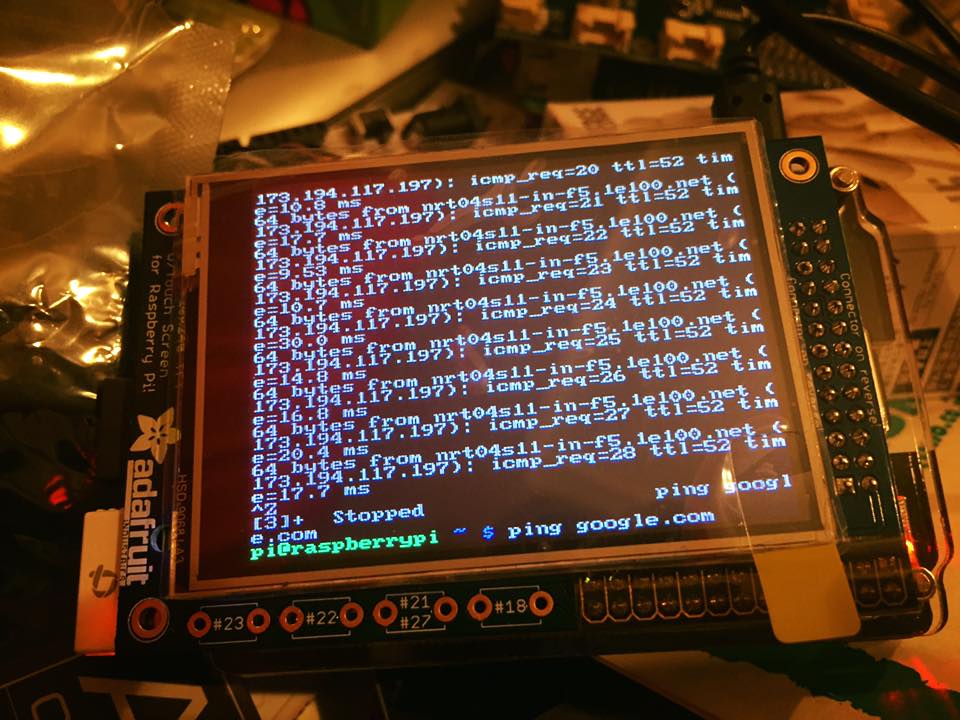 173.194.117.197): icmp_req=20 ttl=52 tim
e=10.8 ms
64 bytes from nrt04s11-in-f5.1e100.net (
173.194.117.197): icmp_req=21 ttl=52 tim
e=17.7 ms
64 bytes from nrt04s11-in-f5.1e100.net (
173.194.117.197): icmp_req=22 ttl=52 tim
e=9.53 ms
64 bytes from nrt04s11-in-f5.1e100.net (
173.194.117.197): icmp_req=23 ttl=52 tim
e=10.7 ms
64 bytes from nrt04s11-in-f5.1e100.net (
173.194.117.197): icmp_req=24 ttl=52 tim
e=30.0 ms
64 bytes from nrt04s11-in-f5.1e100.net (
173.194.117.197): icmp_req=25 ttl=52 tim
e=14.8 ms
64 bytes from nrt04s11-in-f5.1e100.net (
173.194.117.197): icmp_req=26 ttl=52 tim
e=16.8 ms
64 bytes from nrt04s11-in-f5.1e100.net (
173.194.117.197): icmp_req=27 ttl=52 tim
e=20.4 ms
64 bytes from nrt04s11-in-f5.1e100.net (
173.194.117.197): icmp_req=28 ttl=52 tim
e=17.7 ms
^Z
[3]+ Stopped ping googl
e.com
pi@raspberrypi ~ $ ping google.com
Touch Screen
for Raspberry Pi!
adafruit
#23
#22
#21
#27
#18
Connector on reverse